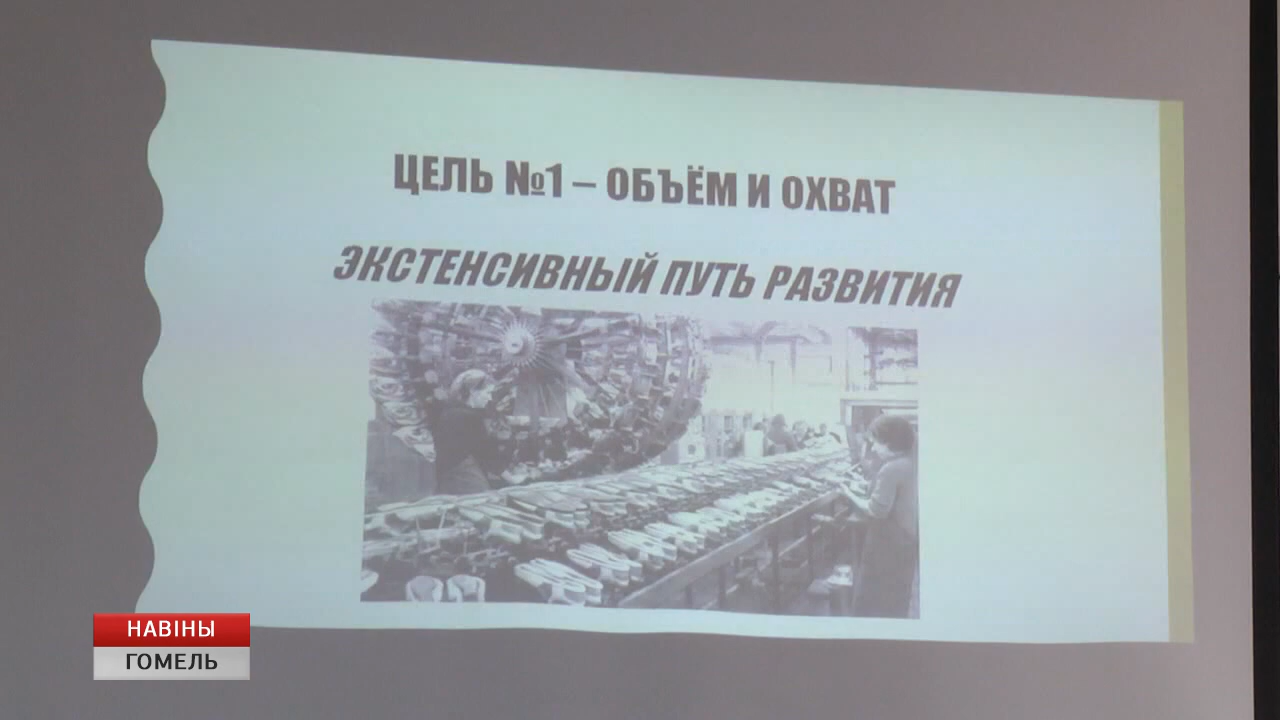 ЦЕЛЬ №1 – ОБЪЁМ И ОХВАТ
ЭКСТЕНСИВНЫЙ ПУТЬ РАЗВИТИЯ
НАВІНЫ
ГОМЕЛЬ